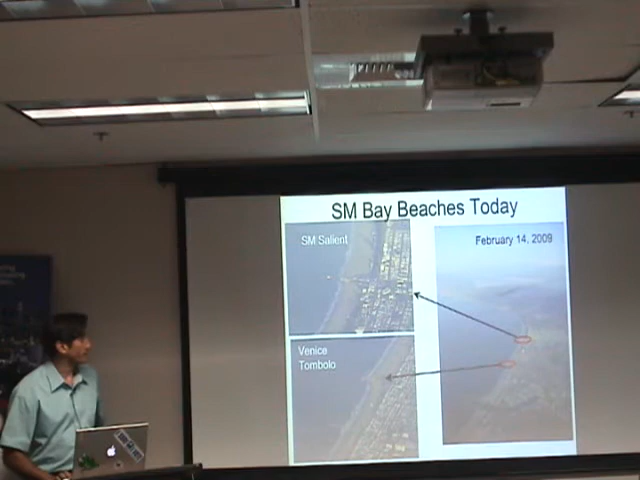 SM Bay Beaches Today
SM Salient
February 14, 2009
Venice
Tombolo